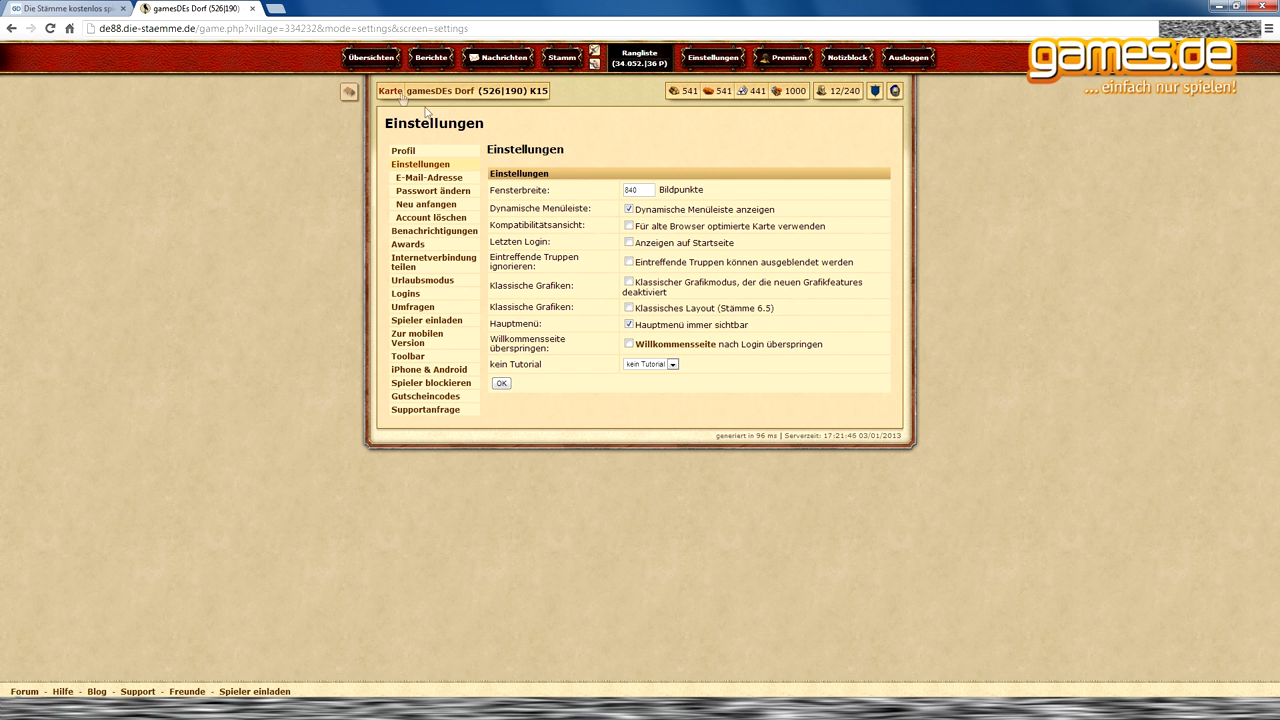 Die Stämme kostenlos spi
gamesDEs Dorf (526|190)
de88.die-staemme.de/game.php?village=334232&mode=settings&screen=settings
Übersichten
Berichte
Nachrichten
Stamm
Rangliste
(34.052.|36 P)
Einstellungen
Premium
Notizblock
Ausloggen
games.de
... einfach nur spielen!
Karte gamesDEs Dorf (526|190) K15
541 541 441 1000 12/240
Einstellungen
Profil
Einstellungen
E-Mail-Adresse
Passwort ändern
Neu anfangen
Account löschen
Benachrichtigungen
Awards
Internetverbindung
teilen
Urlaubsmodus
Logins
Umfragen
Spieler einladen
Zur mobilen
Version
Toolbar
iPhone & Android
Spieler blockieren
Gutscheincodes
Supportanfrage
Einstellungen
Einstellungen
Fensterbreite: 840 Bildpunkte
Dynamische Menüleiste: Dynamische Menüleiste anzeigen
Kompatibilitätsansicht: Für alte Browser optimierte Karte verwenden
Letzten Login: Anzeigen auf Startseite
Eintreffende Truppen
ignorieren:
Eintreffende Truppen können ausgeblendet werden
Klassische Grafiken: Klassischer Grafikmodus, der die neuen Grafikfeatures
deaktiviert
Klassische Grafiken: Klassisches Layout (Stämme 6.5)
Hauptmenü: Hauptmenü immer sichtbar
Willkommensseite
überspringen:
Willkommensseite nach Login überspringen
kein Tutorial kein Tutorial
OK
generiert in 96 ms | Serverzeit: 17:21:45 03/01/2013
Forum - Hilfe - Blog - Support - Freunde - Spieler einladen